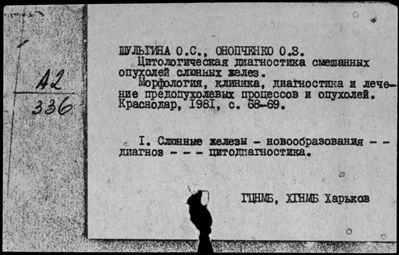 ШУЛЬГИНА О.С., ОНОПЧЕНКО О.З.
Цитологическая диагностика смешанных
опухолей слюнных желез.
Морфология, клиника, диагностика и лече-
ние предопухолевых процессов и опухолей.
Краснодар, 1981, с. 68-69.
А2
336
I. Слюнные железы - новообразования - -
диагноз - - - цитодиагностика.
ГЦНМБ, ХГНМБ Харьков